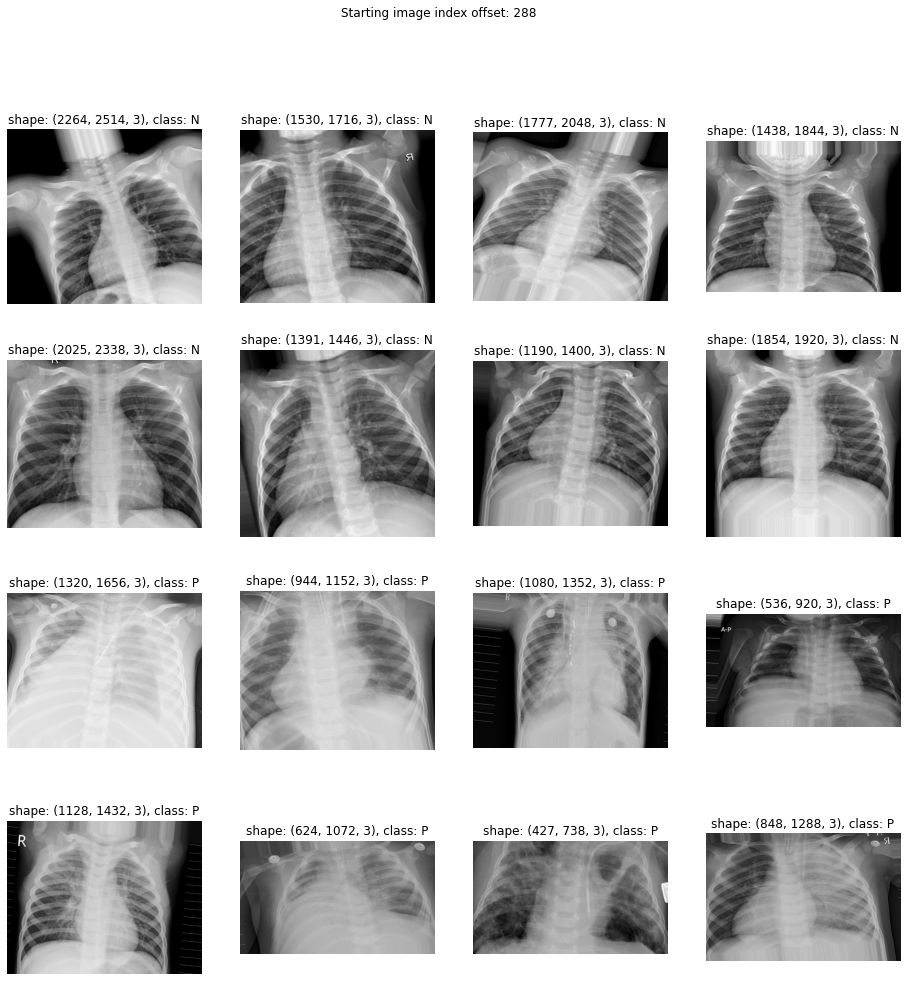 Starting image index offset: 288
shape: (2264, 2514, 3), class: N
shape: (1530, 1716, 3), class: N
shape: (1777, 2048, 3), class: N
shape: (1438, 1844, 3), class: N
R
shape: (2025, 2338, 3), class: N
shape: (1391, 1446, 3), class: N
shape: (1190, 1400, 3), class: N
shape: (1854, 1920, 3), class: N
R
shape: (1320, 1656, 3), class: P
shape: (944, 1152, 3), class: P
shape: (1080, 1352, 3), class: P
shape: (536, 920, 3), class: P
R
A-P
shape: (1128, 1432, 3), class: P
shape: (624, 1072, 3), class: P
shape: (427, 738, 3), class: P
shape: (848, 1288, 3), class: P
R
R